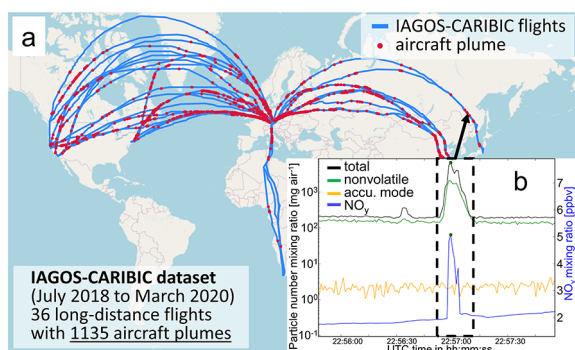 a
IAGOS-CARIBIC flights
aircraft plume
IAGOS-CARIBIC dataset
(July 2018 to March 2020)
36 long-distance flights
with 1135 aircraft plumes
b
total
nonvolatile
accu. mode
NOy
Particle number mixing ratio [mg air⁻¹]
10³
10²
10¹
10⁰
10⁻¹
7
6
5
4
3
2
NOy mixing ratio [ppbv]
22:56:00
22:56:30
22:57:00
22:57:30
UTC time in hh:mm:ss